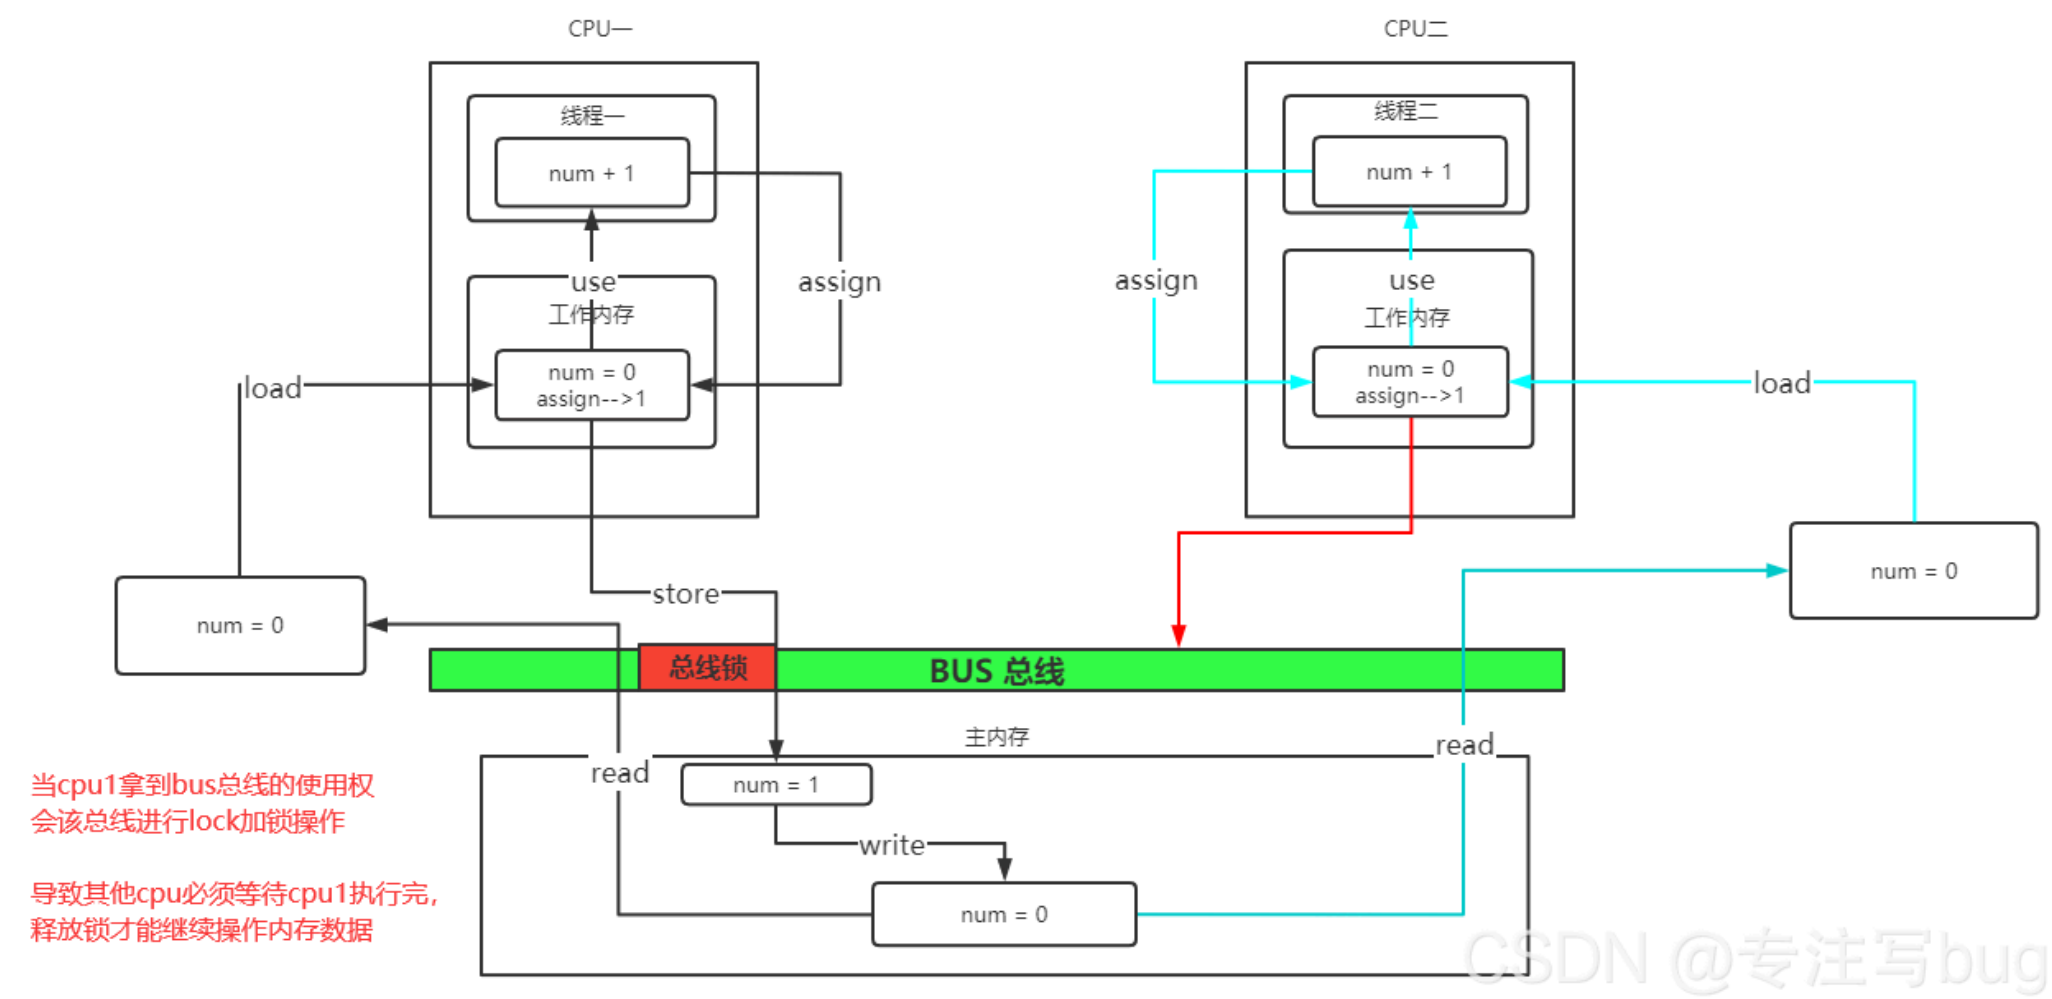 CPU一
CPU二
线程一
num + 1
线程二
num + 1
use
assign
工作内存
num = 0
assign-->1
load
assign
use
工作内存
num = 0
assign-->1
load
num = 0
store
num = 0
总线锁
BUS 总线
主内存
read
read
num = 1
write
num = 0
当cpu1拿到bus总线的使用权
会该总线进行lock加锁操作
导致其他cpu必须等待cpu1执行完，
释放锁才能继续操作内存数据
CSDN @专注写bug